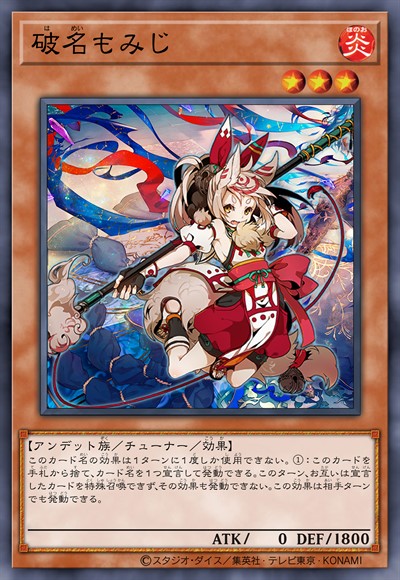 破名もみじ
炎
【アンデット族／チューナー／効果】
このカード名の効果は1ターンに1度しか使用できない。①：このカードを
手札から捨て、カード名を1つ宣言して発動できる。このターン、お互いは宣言
したカードを特殊召喚できず、その効果も発動できない。この効果は相手ターン
でも発動できる。
ATK/ 0 DEF/1800
©スタジオ・ダイス/集英社・テレビ東京・KONAMI